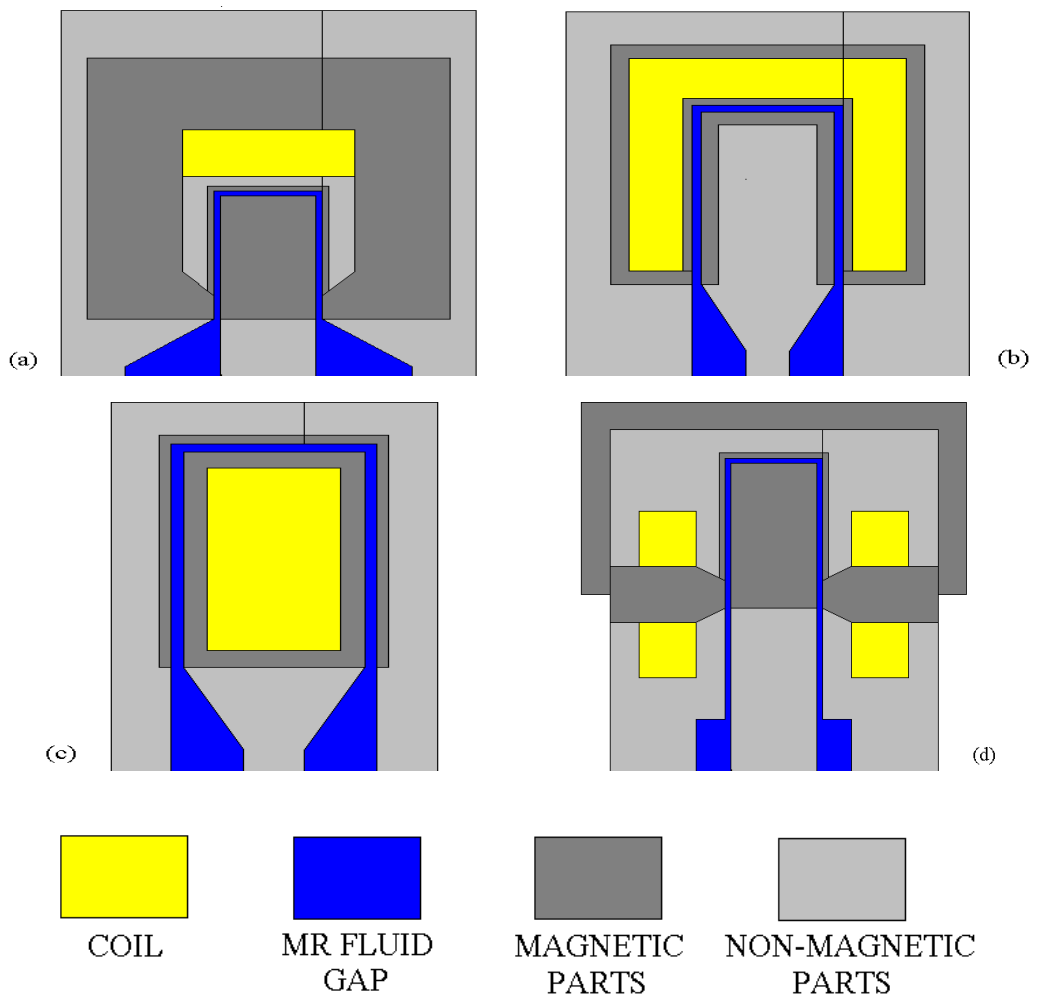 (a)
(b)
(c)
(d)
COIL
MR FLUID
GAP
MAGNETIC
PARTS
NON-MAGNETIC
PARTS